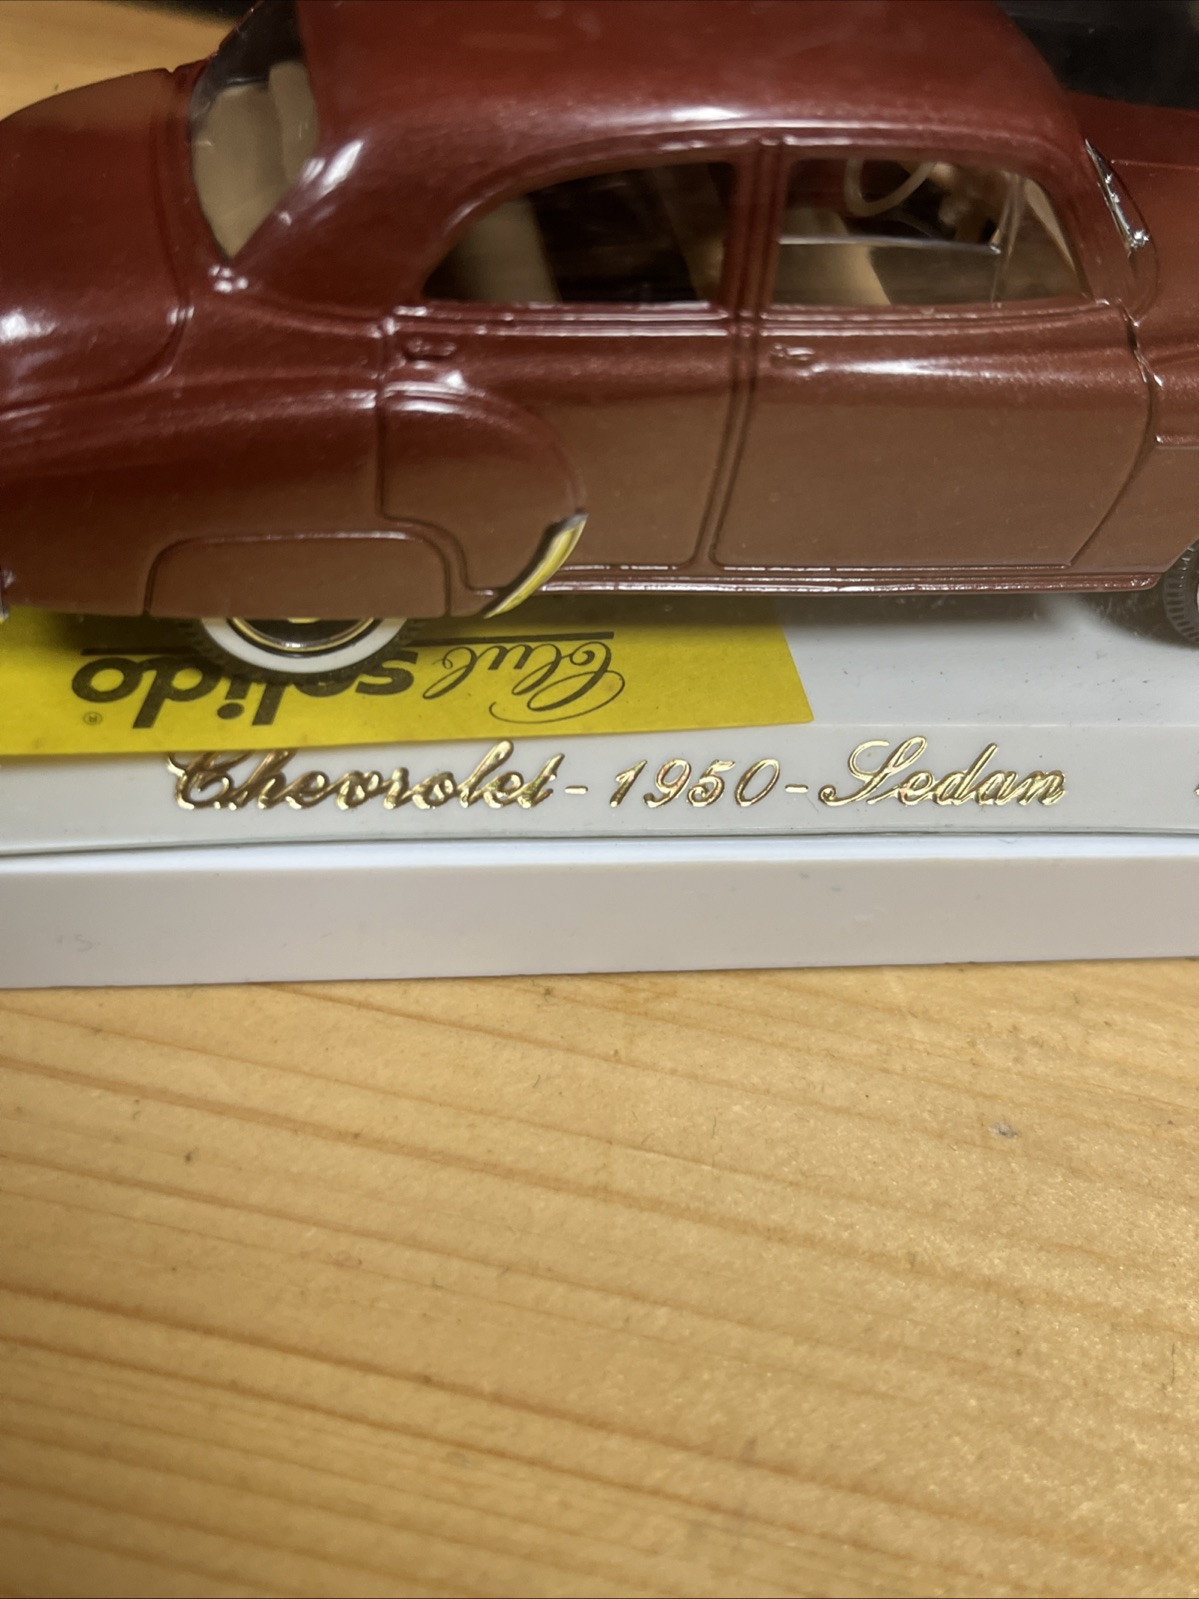 Club
solido®
Chevrolet - 1950 - Sedan